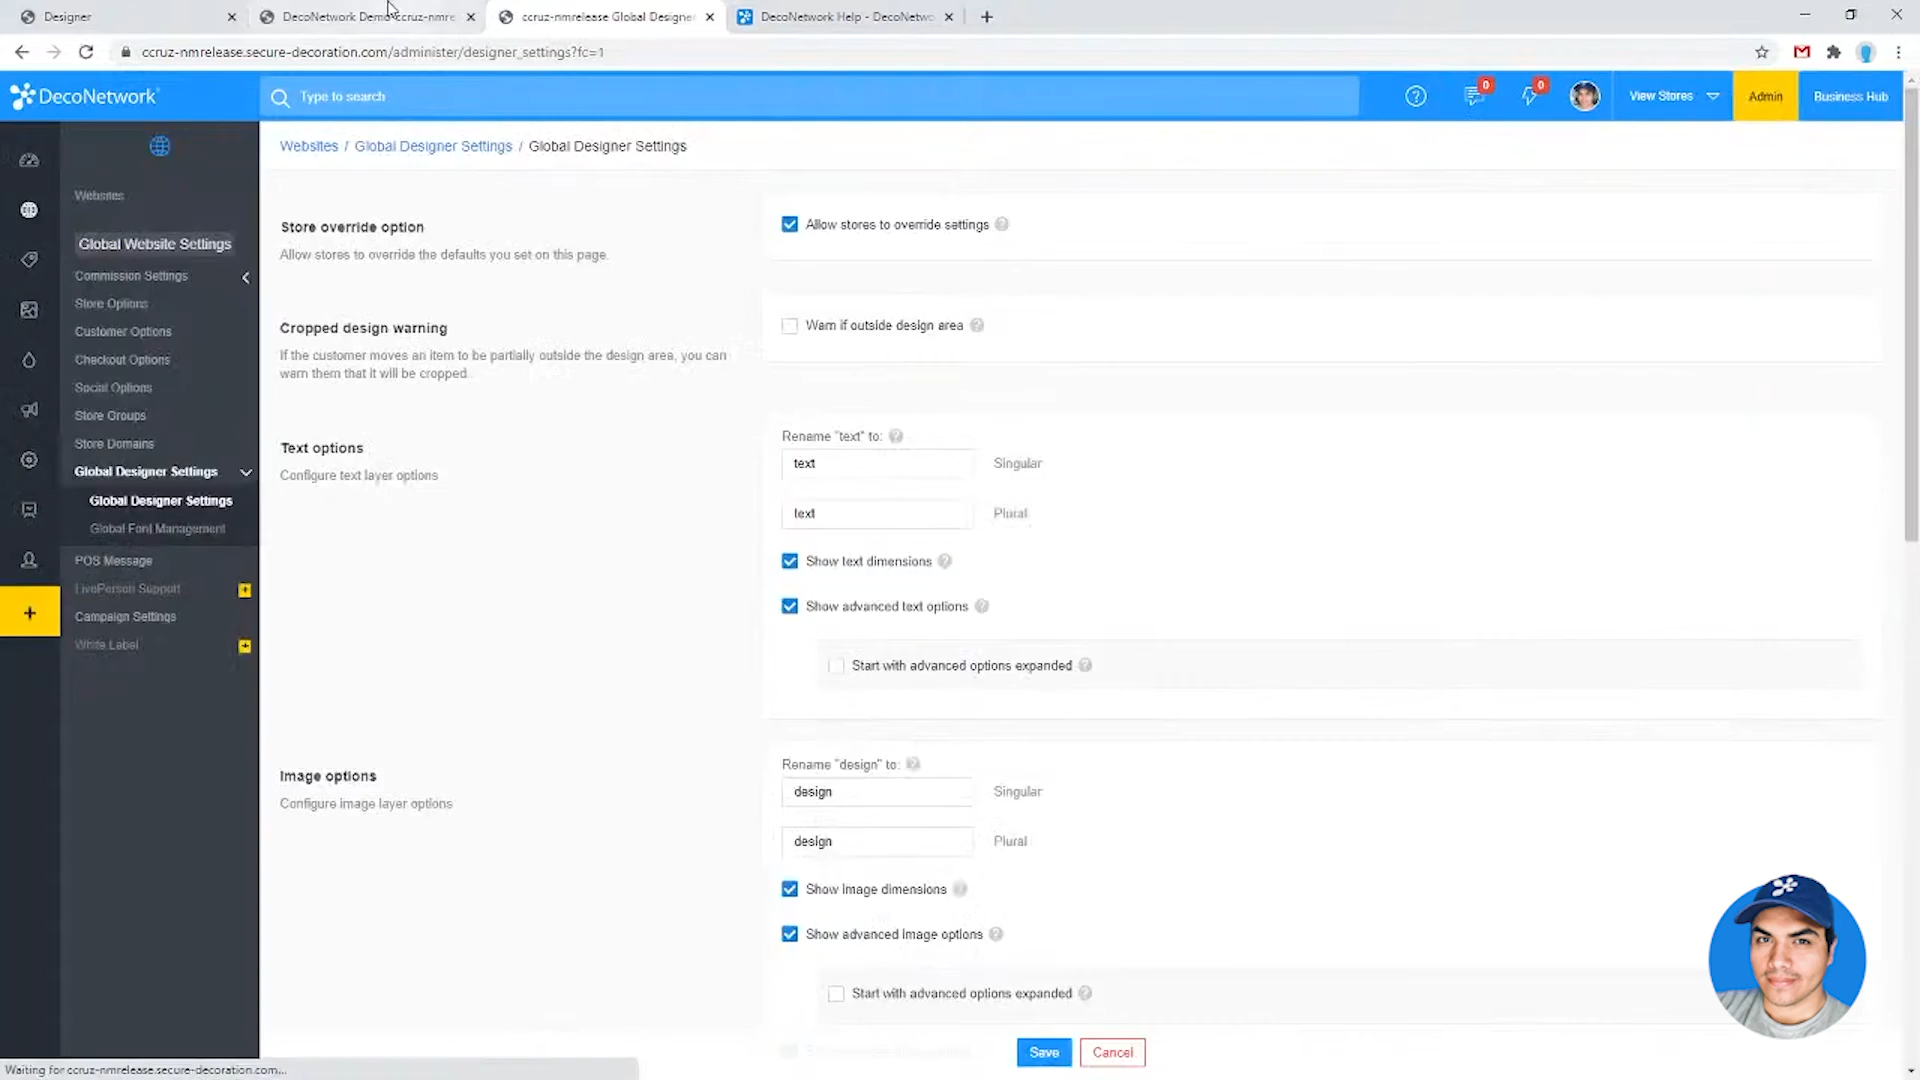 Designer
DecoNetwork Demo ccruz-nmre
ccruz-nmrelease Global Designer
DecoNetwork Help - DecoNetwo
ccruz-nmrelease.secure-decoration.com/administer/designer_settings?fc=1
DecoNetwork
Type to search
0
0
View Stores
Admin
Business Hub
Websites / Global Designer Settings / Global Designer Settings
Websites
Global Website Settings
Commission Settings
Store Options
Customer Options
Checkout Options
Social Options
Store Groups
Store Domains
Global Designer Settings
Global Designer Settings
Global Font Management
POS Message
LivePerson Support
Campaign Settings
White Label
Store override option
Allow stores to override the defaults you set on this page.
Allow stores to override settings
Cropped design warning
If the customer moves an item to be partially outside the design area, you can
warn them that it will be cropped.
Warn if outside design area
Text options
Configure text layer options
Rename "text" to:
text
Singular
text
Plural
Show text dimensions
Show advanced text options
Start with advanced options expanded
Image options
Configure image layer options
Rename "design" to:
design
Singular
design
Plural
Show image dimensions
Show advanced image options
Start with advanced options expanded
Save
Cancel
Waiting for ccruz-nmrelease.secure-decoration.com...